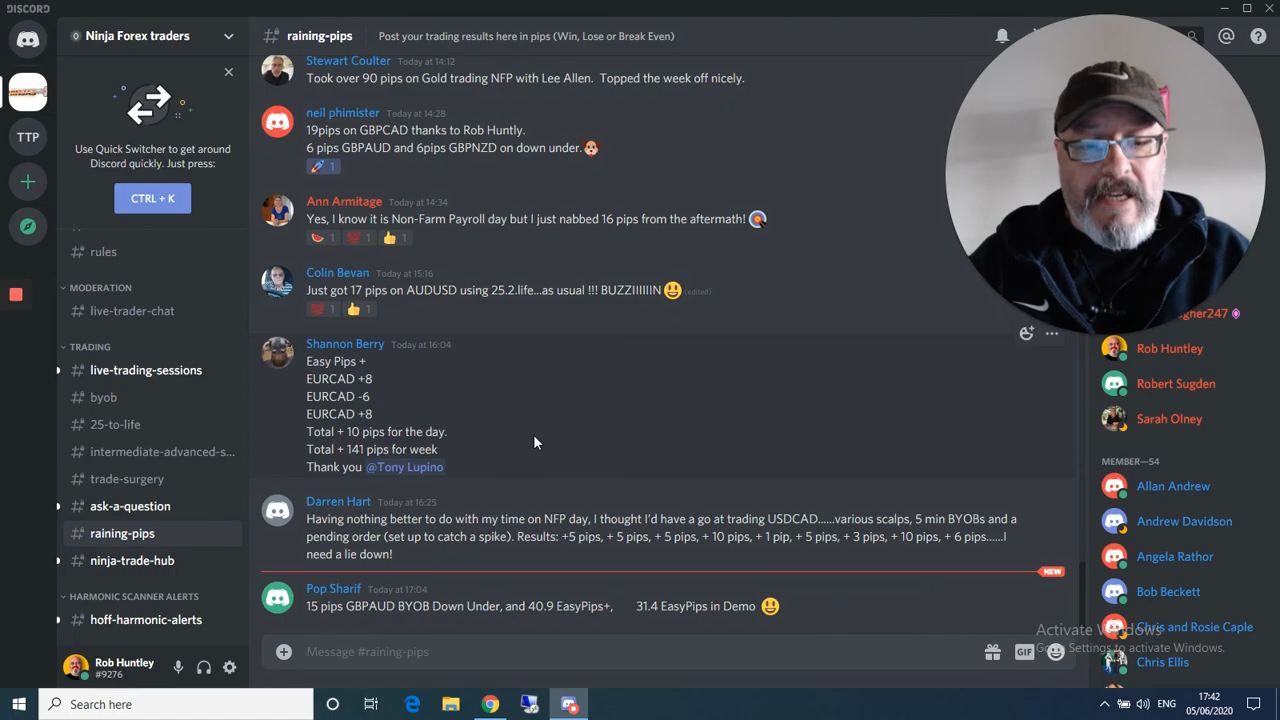 DISCORD
Ninja Forex traders
Use Quick Switcher to get around
Discord quickly. Just press:
CTRL + K
TTP
rules
MODERATION
live-trader-chat
TRADING
live-trading-sessions
byob
25-to-life
intermediate-advanced-s...
trade-surgery
ask-a-question
raining-pips
ninja-trade-hub
HARMONIC SCANNER ALERTS
hoff-harmonic-alerts
Rob Huntley
#9276
# raining-pips Post your trading results here in pips (Win, Lose or Break Even)
Stewart Coulter Today at 14:12
Took over 90 pips on Gold trading NFP with Lee Allen. Topped the week off nicely.
neil phimister Today at 14:28
19pips on GBPCAD thanks to Rob Huntly.
6 pips GBPAUD and 6pips GBPNZD on down under.
1
Ann Armitage Today at 14:34
Yes, I know it is Non-Farm Payroll day but I just nabbed 16 pips from the aftermath!
1 1 1
Colin Bevan Today at 15:16
Just got 17 pips on AUDUSD using 25.2.life...as usual !!! BUZZIIIIIIN (edited)
1 1
Shannon Berry Today at 16:04
Easy Pips +
EURCAD +8
EURCAD -6
EURCAD +8
Total + 10 pips for the day.
Total + 141 pips for week
Thank you @Tony Lupino
Darren Hart Today at 16:25
Having nothing better to do with my time on NFP day, I thought I'd have a go at trading USDCAD......various scalps, 5 min BYOBs and a
pending order (set up to catch a spike). Results: +5 pips, + 5 pips, + 5 pips, + 10 pips, + 1 pip, + 5 pips, + 3 pips, + 10 pips, + 6 pips......I
need a lie down!
NEW
Pop Sharif Today at 17:04
15 pips GBPAUD BYOB Down Under, and 40.9 EasyPips+, 31.4 EasyPips in Demo
Message #raining-pips
GIF
Rob Huntley
Robert Sugden
Sarah Olney
MEMBER—54
Allan Andrew
Andrew Davidson
Angela Rathor
Bob Beckett
Chris and Rosie Caple
Chris Ellis
Activate Windows
Go to Settings to activate Windows.
Search here
ENG
17:42
05/06/2020